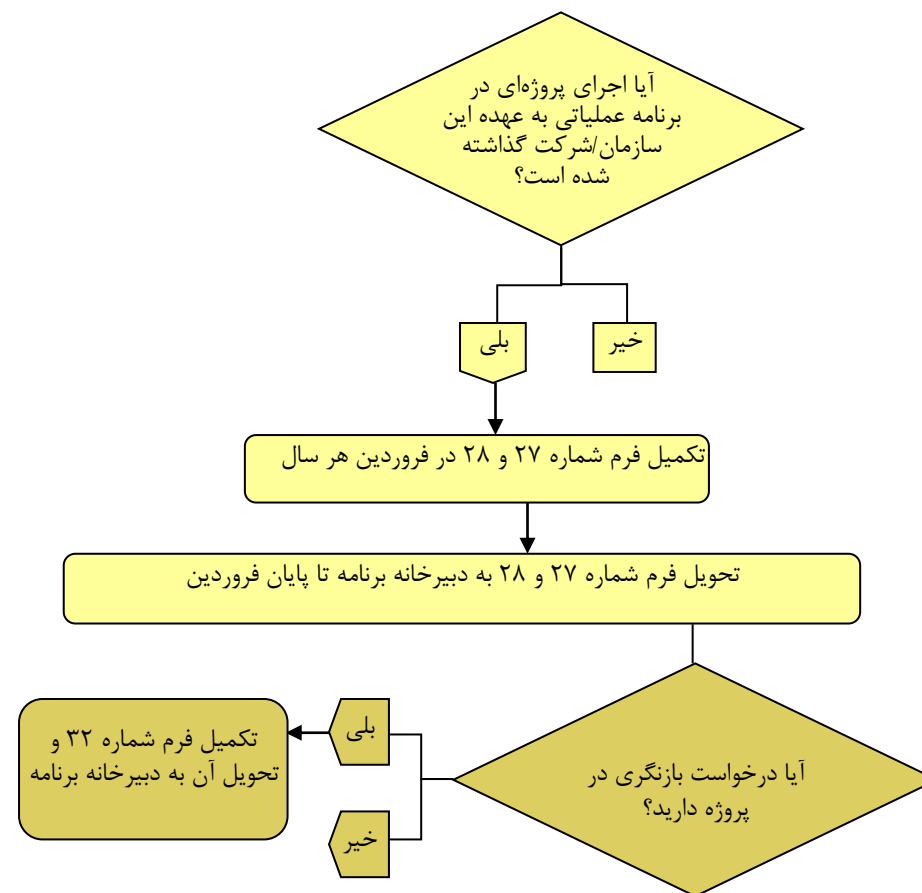 آیا اجرای پروژه‌ای در
برنامه عملیاتی به عهده این
سازمان/شرکت گذاشته
شده است؟
بلی
خیر
تکمیل فرم شماره ۲۷ و ۲۸ در فروردین هر سال
تحویل فرم شماره ۲۷ و ۲۸ به دبیرخانه برنامه تا پایان فروردین
آیا درخواست بازنگری در
پروژه دارید؟
بلی
تکمیل فرم شماره ۳۲ و
تحویل آن به دبیرخانه برنامه
خیر